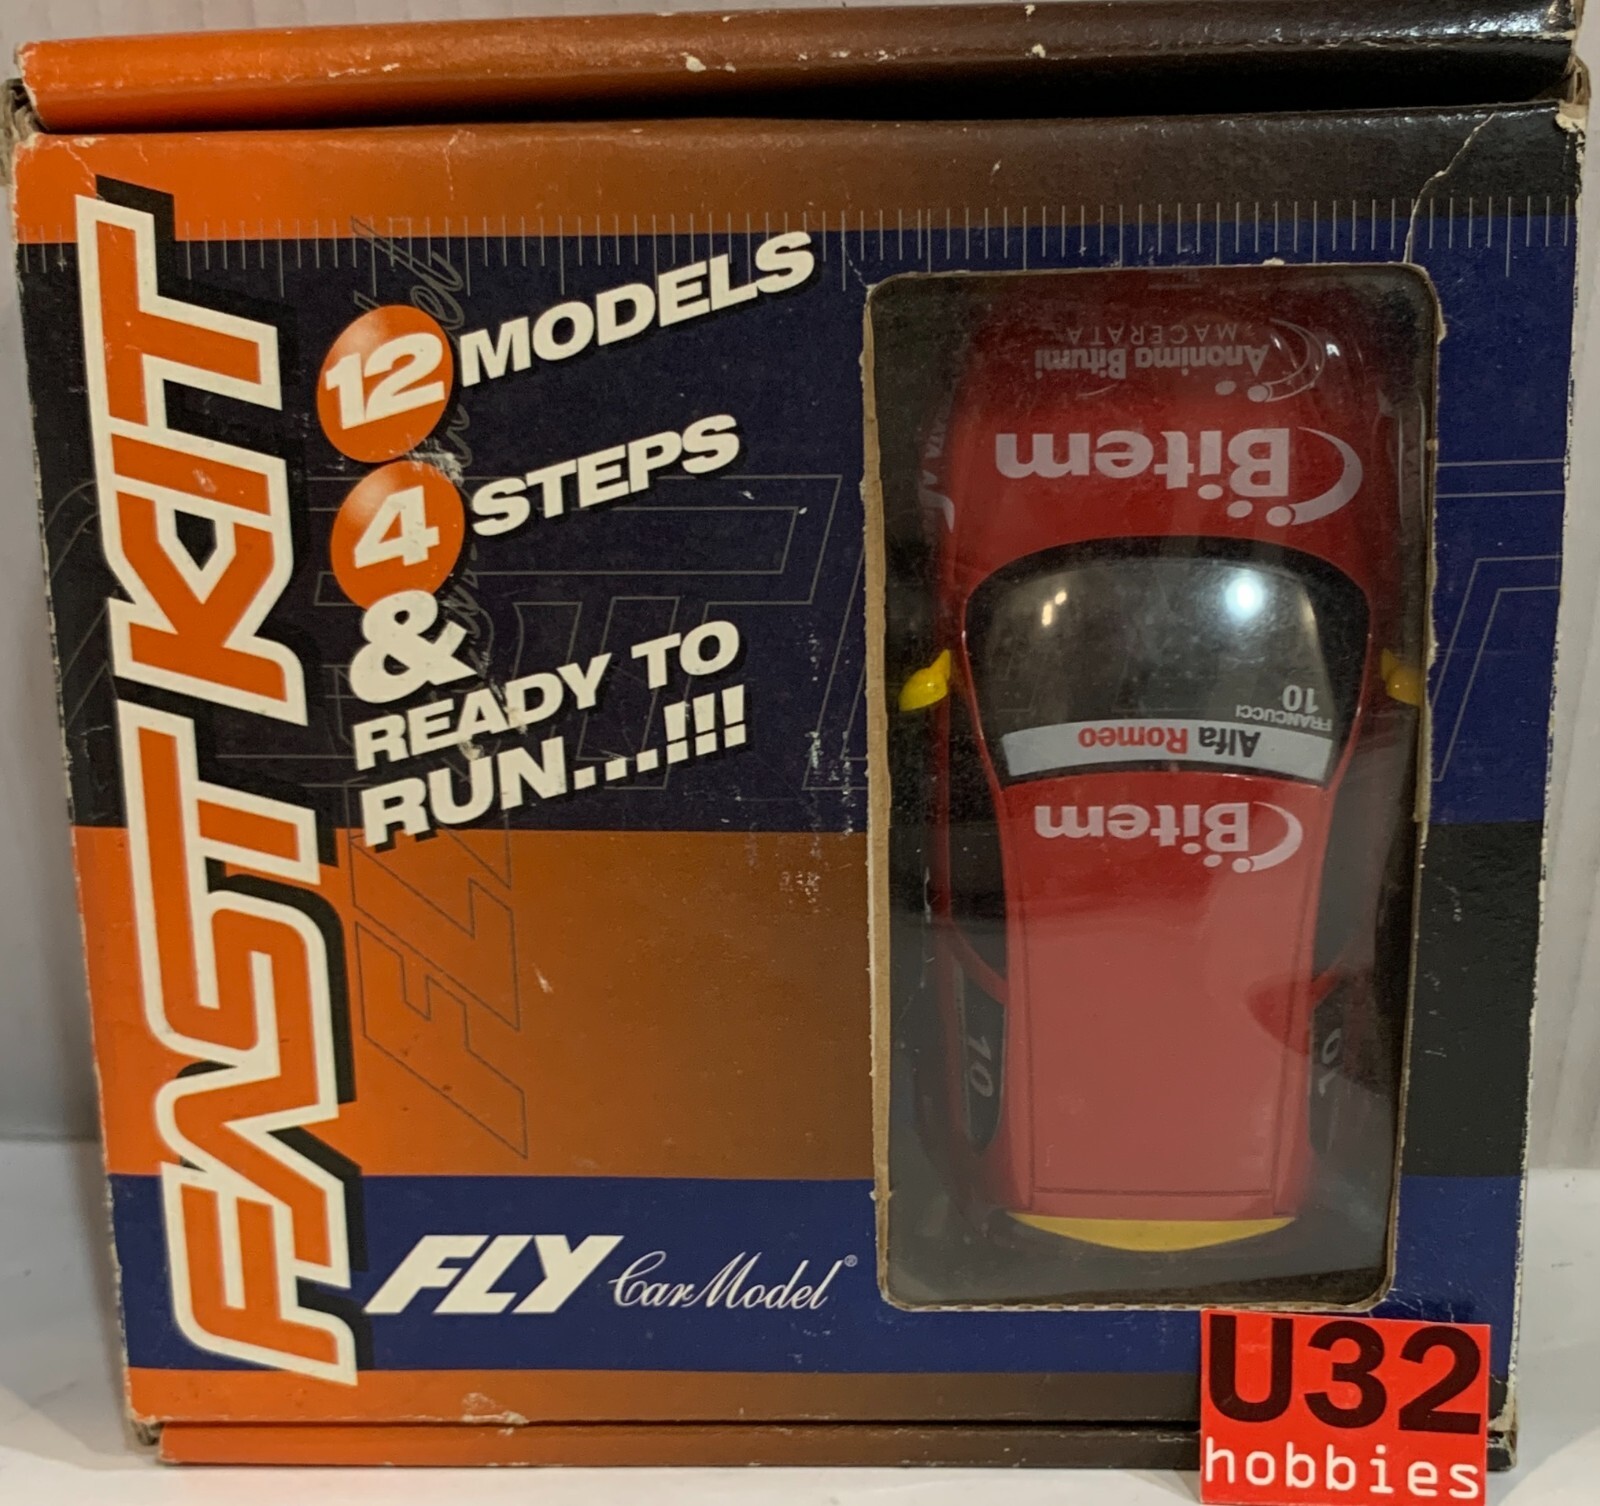 FAST KIT
12 MODELS
4 STEPS
&
READY TO
RUN...!!!
FLY Car Model®
Anonima Bitumi
MACERATA
Bitem
10
FRANCUCCI
Alfa Romeo
Bitem
10
10
U32
hobbies